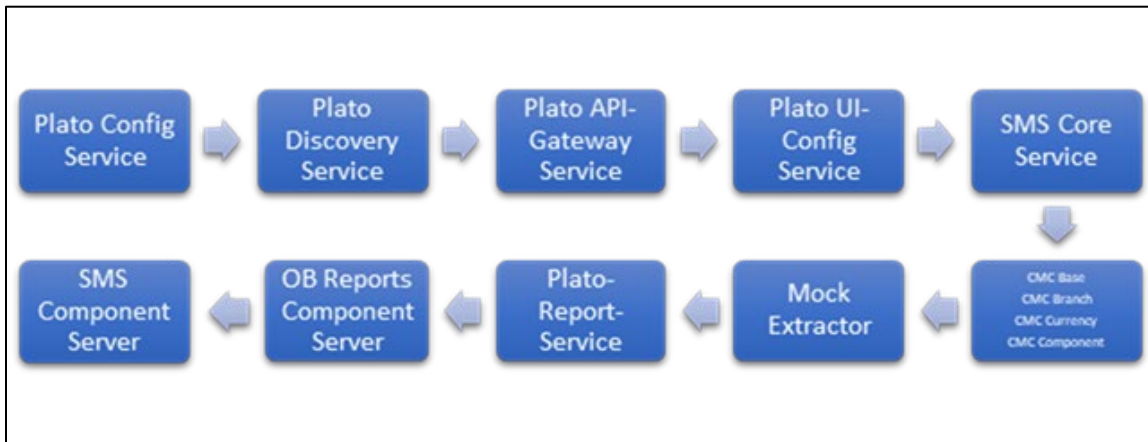 Plato Config
Service
Plato
Discovery
Service
Plato API-
Gateway
Service
Plato UI-
Config
Service
SMS Core
Service
CMC Base
CMC Branch
CMC Currency
CMC Component
Mock
Extractor
Plato-
Report-
Service
OB Reports
Component
Server
SMS
Component
Server